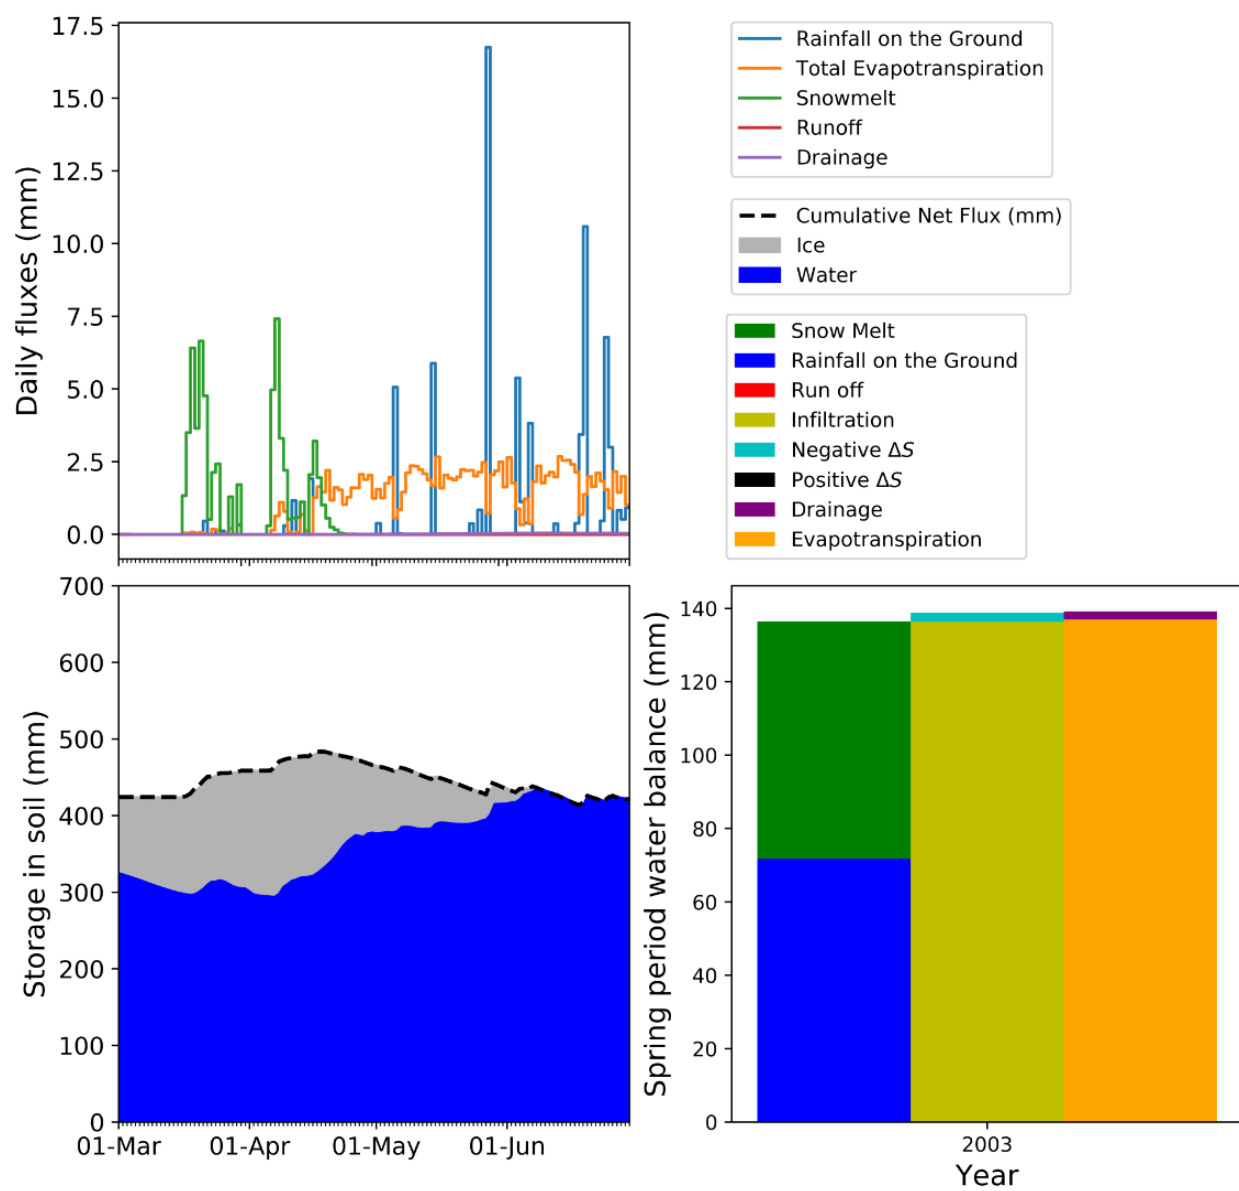 17.5
15.0
12.5
10.0
7.5
5.0
2.5
0.0
Daily fluxes (mm)
Rainfall on the Ground
Total Evapotranspiration
Snowmelt
Runoff
Drainage
Cumulative Net Flux (mm)
Ice
Water
Snow Melt
Rainfall on the Ground
Run off
Infiltration
Negative ΔS
Positive ΔS
Drainage
Evapotranspiration
700
600
500
400
300
200
100
0
Storage in soil (mm)
01-Mar
01-Apr
01-May
01-Jun
140
120
100
80
60
40
20
0
Spring period water balance (mm)
2003
Year